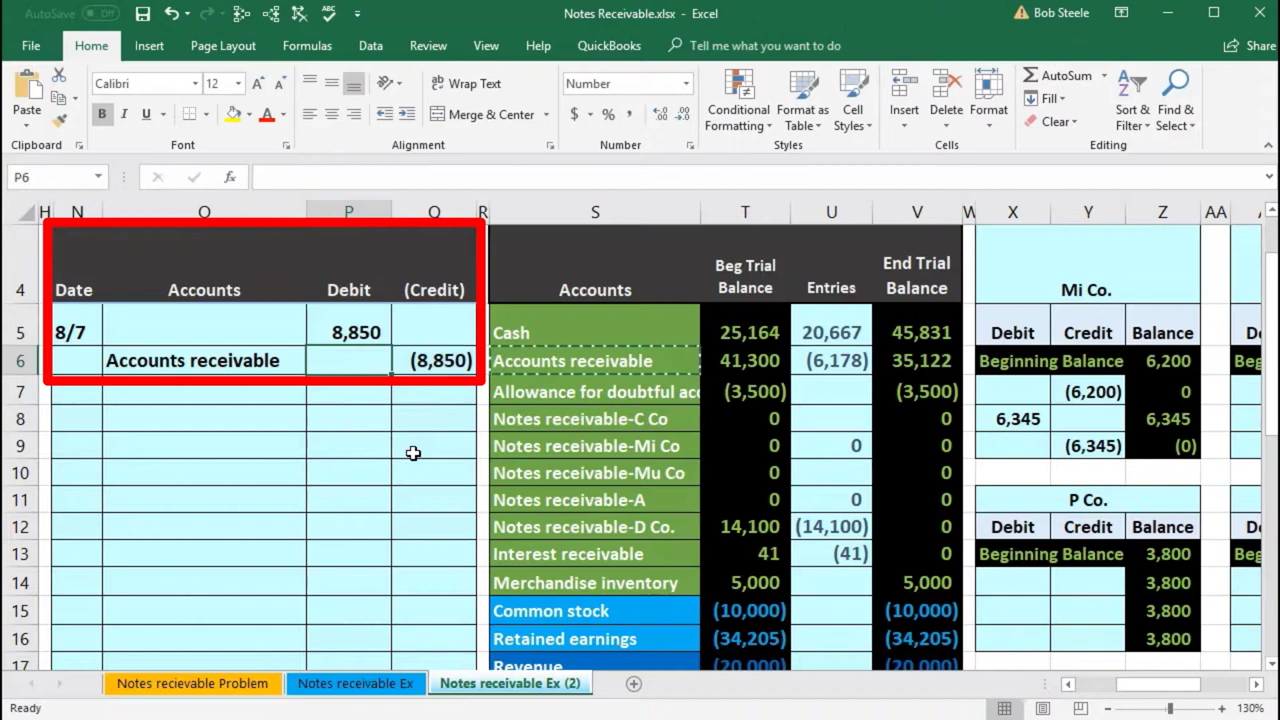 AutoSave Off
Notes Receivable.xlsx - Excel
Bob Steele
File Home Insert Page Layout Formulas Data Review View Help QuickBooks Tell me what you want to do Share
Calibri 12 Wrap Text Number AutoSum
Paste Conditional Formatting Format as Table Cell Styles Insert Delete Format Fill Sort & Filter Find & Select
B I U A Merge & Center $ % Clear
Clipboard Font Alignment Number Styles Cells Editing
P6 fx
H N O P Q R S T U V W X Y Z AA
4 Date Accounts Debit (Credit) Accounts Beg Trial Balance Entries End Trial Balance Mi Co.
5 8/7 8,850 Cash 25,164 20,667 45,831 Debit Credit Balance
6 Accounts receivable (8,850) Accounts receivable 41,300 (6,178) 35,122 Beginning Balance 6,200 Beg
7 Allowance for doubtful acc (3,500) (3,500) (6,200) 0
8 Notes receivable-C Co 0 0 6,345 6,345
9 Notes receivable-Mi Co 0 0 0 (6,345) (0)
10 Notes receivable-Mu Co 0 0
11 Notes receivable-A 0 0 0 P Co.
12 Notes receivable-D Co. 14,100 (14,100) 0 Debit Credit Balance
13 Interest receivable 41 (41) 0 Beginning Balance 3,800 Beg
14 Merchandise inventory 5,000 5,000 3,800
15 Common stock (10,000) (10,000) 3,800
16 Retained earnings (34,205) (34,205) 3,800
17 Revenue (20,000) (20,000)
Notes recievable Problem Notes receivable Ex Notes receivable Ex (2)
Ready 130%